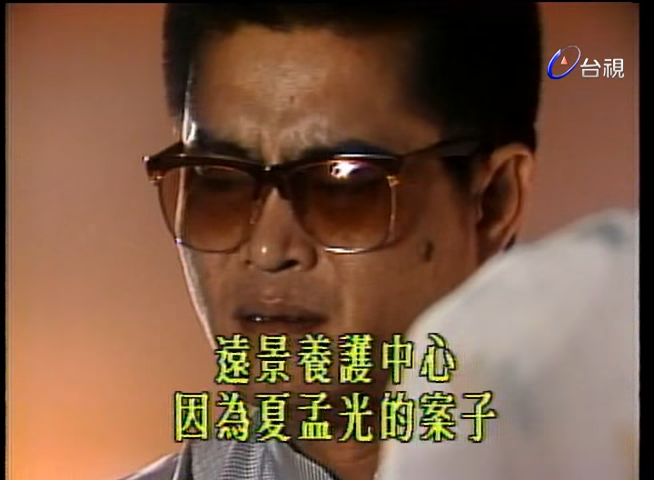 台視
遠景養護中心
因為夏孟光的案子